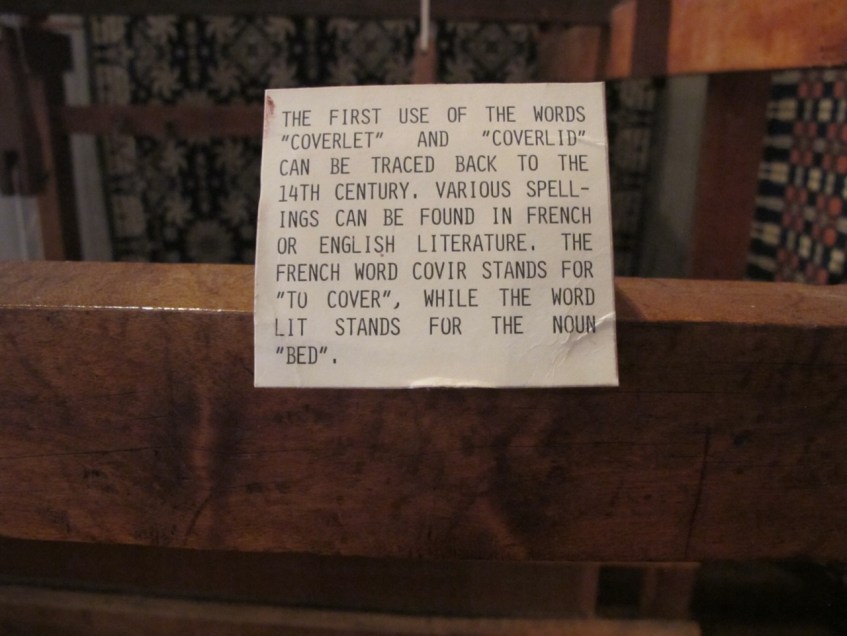 THE FIRST USE OF THE WORDS
"COVERLET" AND "COVERLID"
CAN BE TRACED BACK TO THE
14TH CENTURY. VARIOUS SPELL-
INGS CAN BE FOUND IN FRENCH
OR ENGLISH LITERATURE. THE
FRENCH WORD COVIR STANDS FOR
"TO COVER", WHILE THE WORD
LIT STANDS FOR THE NOUN
"BED".